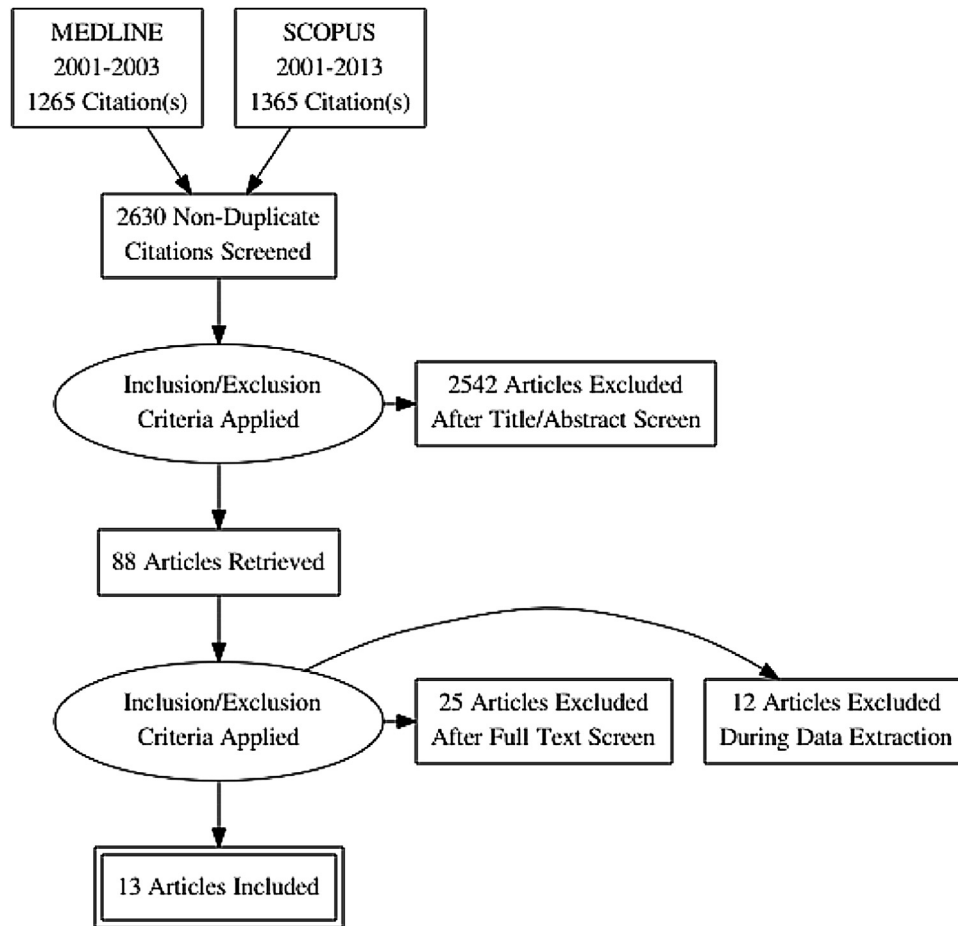 MEDLINE
2001-2003
1265 Citation(s)
SCOPUS
2001-2013
1365 Citation(s)
2630 Non-Duplicate
Citations Screened
Inclusion/Exclusion
Criteria Applied
2542 Articles Excluded
After Title/Abstract Screen
88 Articles Retrieved
Inclusion/Exclusion
Criteria Applied
25 Articles Excluded
After Full Text Screen
12 Articles Excluded
During Data Extraction
13 Articles Included